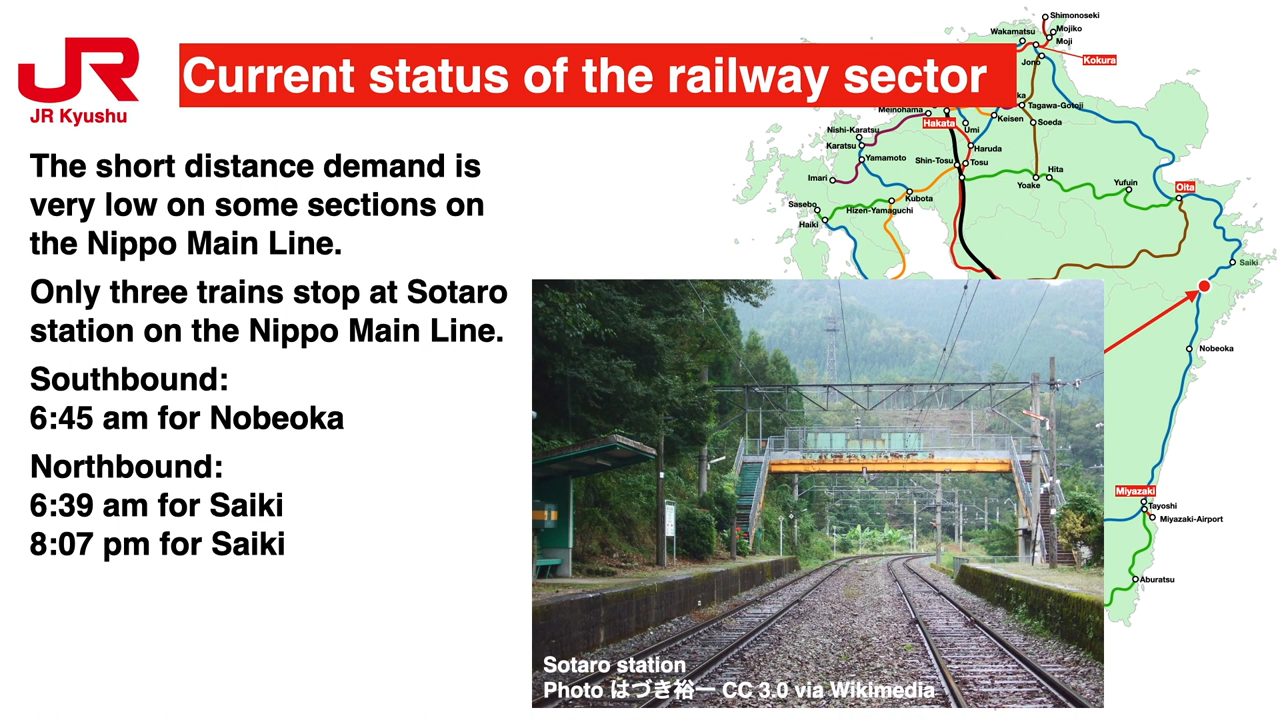 JR
JR Kyushu
Current status of the railway sector
The short distance demand is
very low on some sections on
the Nippo Main Line.
Only three trains stop at Sotaro
station on the Nippo Main Line.
Southbound:
6:45 am for Nobeoka
Northbound:
6:39 am for Saiki
8:07 pm for Saiki
Shimonoseki
Mojiko
Wakamatsu
Moji
Jono
Kokura
ka
Tagawa-Gotoji
Meinohama
Keisen
Soeda
Hakata
Umi
Nishi-Karatsu
Karatsu
Haruda
Yamamoto
Shin-Tosu
Tosu
Hita
Imari
Yoake
Yufuin
Oita
Kubota
Sasebo
Hizen-Yamaguchi
Haiki
Saiki
Nobeoka
Miyazaki
Tayoshi
Miyazaki-Airport
Aburatsu
Sotaro station
Photo はづき裕一 CC 3.0 via Wikimedia